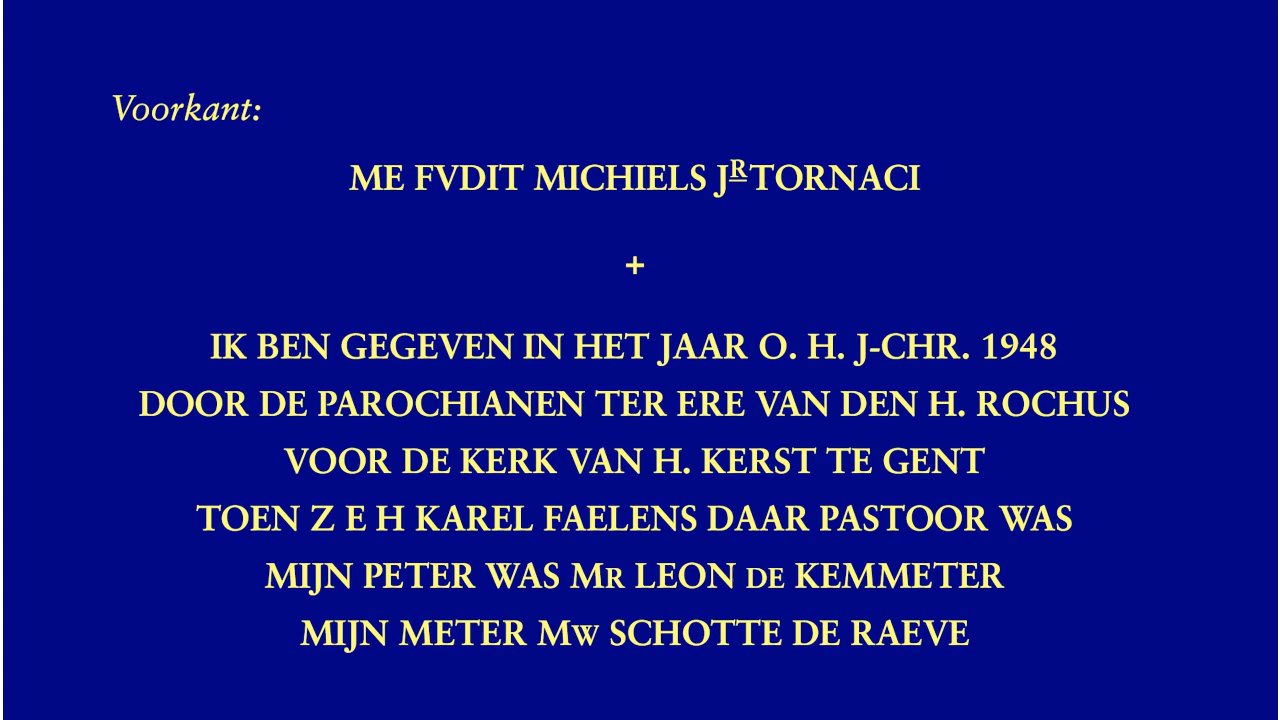 Voorkant:
ME FVDIT MICHIELS JR TORNACI
+
IK BEN GEGEVEN IN HET JAAR O. H. J-CHR. 1948
DOOR DE PAROCHIANEN TER ERE VAN DEN H. ROCHUS
VOOR DE KERK VAN H. KERST TE GENT
TOEN Z E H KAREL FAELENS DAAR PASTOOR WAS
MIJN PETER WAS MR LEON DE KEMMETER
MIJN METER MW SCHOTTE DE RAEVE